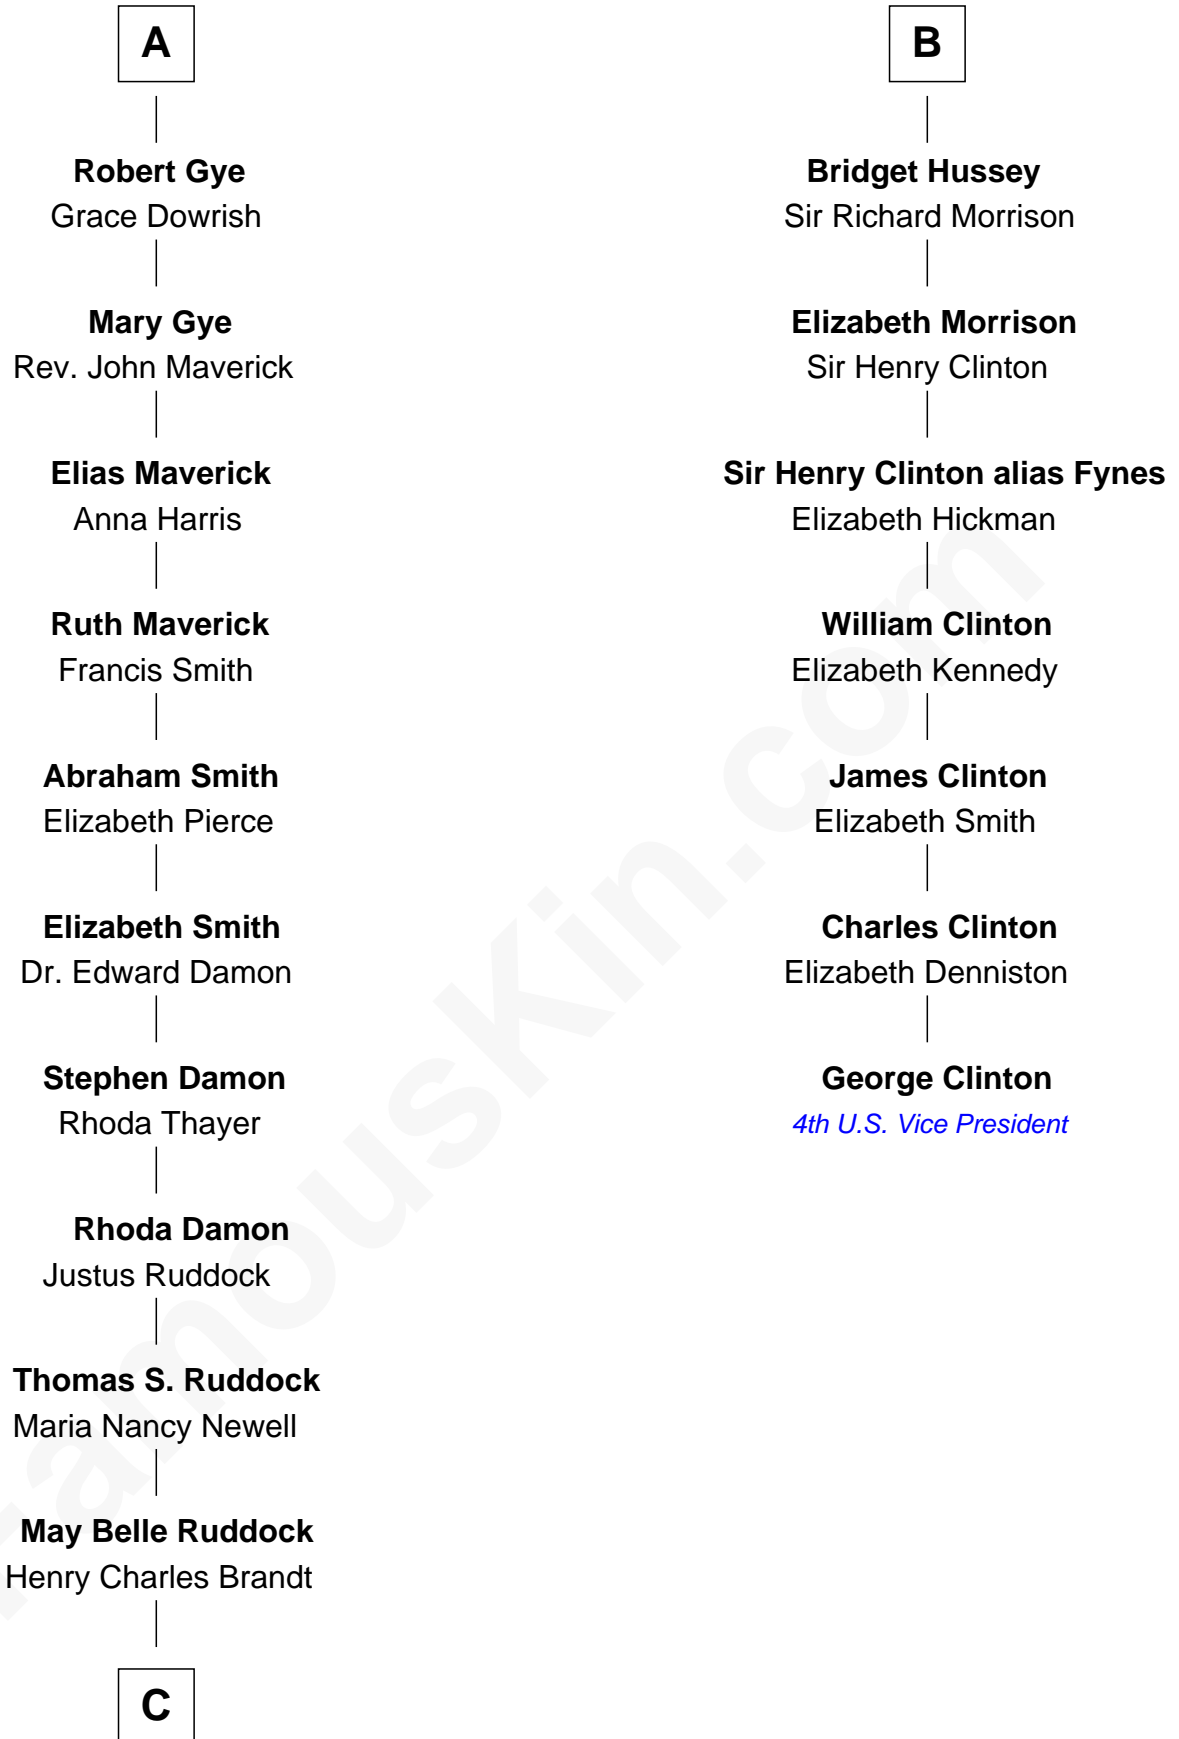 A
Robert Gye
Grace Dowrish
Mary Gye
Rev. John Maverick
Elias Maverick
Anna Harris
Ruth Maverick
Francis Smith
Abraham Smith
Elizabeth Pierce
Elizabeth Smith
Dr. Edward Damon
Stephen Damon
Rhoda Thayer
Rhoda Damon
Justus Ruddock
Thomas S. Ruddock
Maria Nancy Newell
May Belle Ruddock
Henry Charles Brandt
C
B
Bridget Hussey
Sir Richard Morrison
Elizabeth Morrison
Sir Henry Clinton
Sir Henry Clinton alias Fynes
Elizabeth Hickman
William Clinton
Elizabeth Kennedy
James Clinton
Elizabeth Smith
Charles Clinton
Elizabeth Denniston
George Clinton
4th U.S. Vice President
FamousKin.com